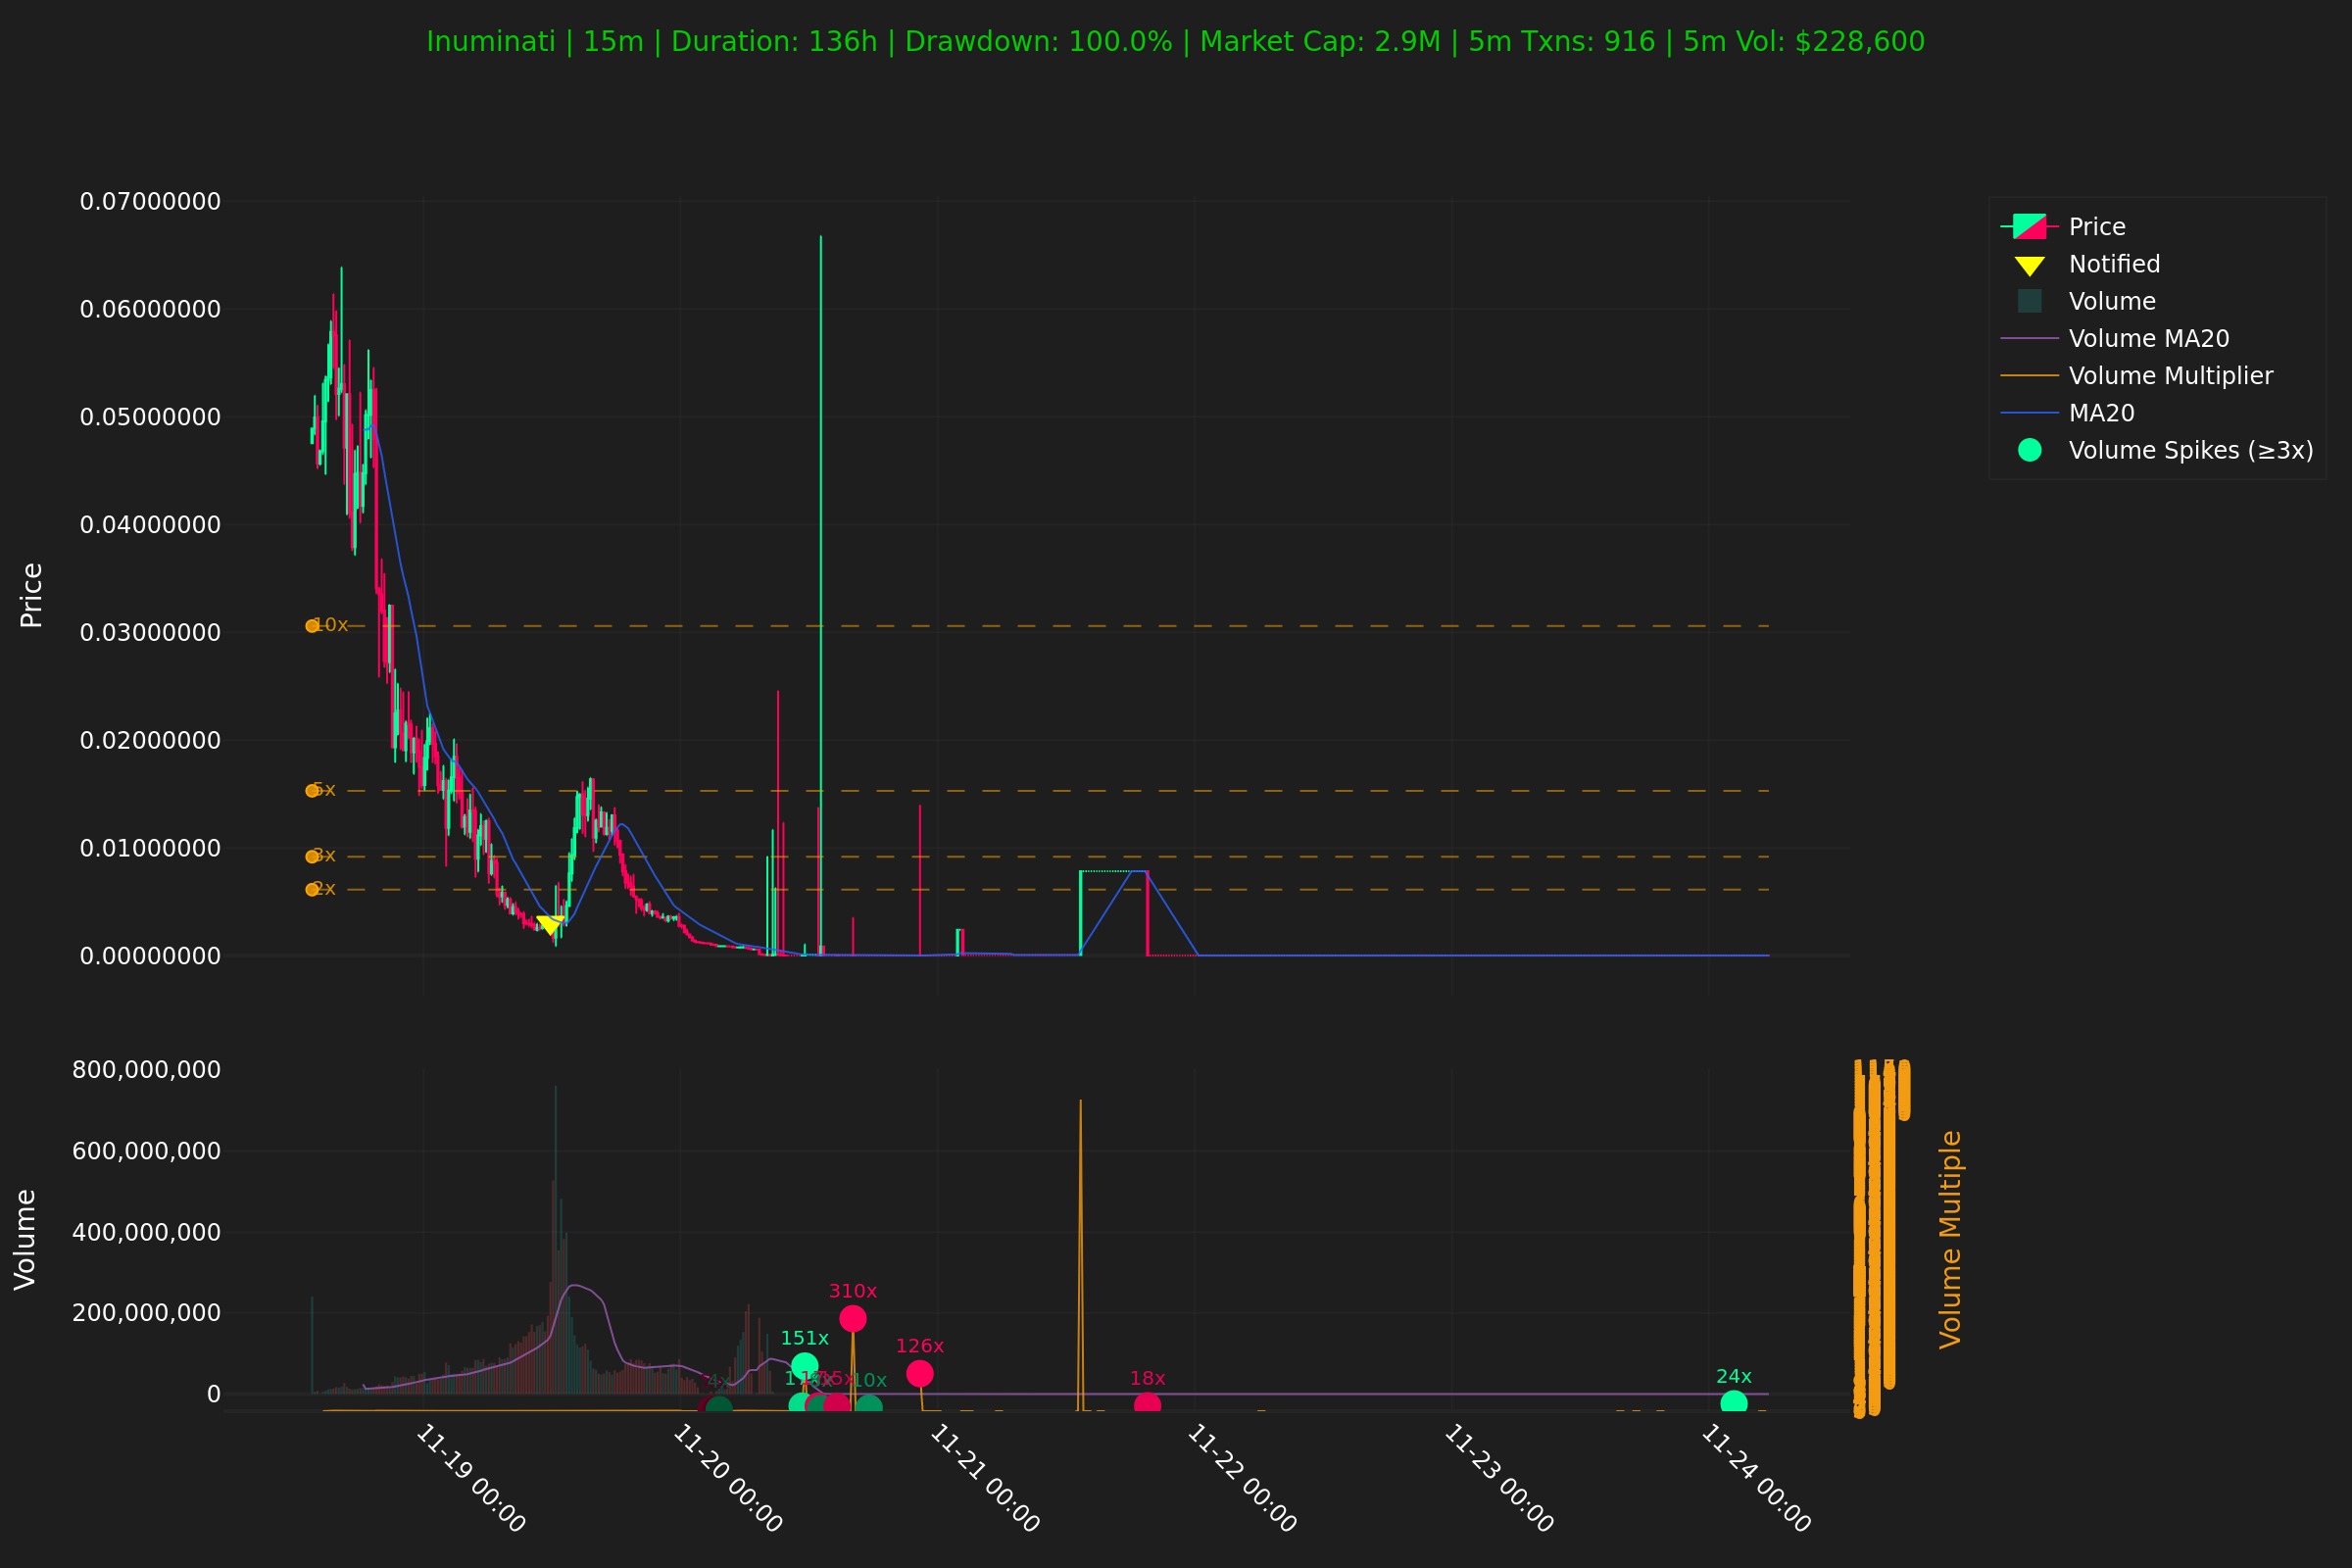 Inuminati | 15m | Duration: 136h | Drawdown: 100.0% | Market Cap: 2.9M | 5m Txns: 916 | 5m Vol: $228,600
Price
0.07000000
0.06000000
0.05000000
0.04000000
0.03000000
0.02000000
0.01000000
0.00000000
10x
5x
3x
2x
Price
Notified
Volume
Volume MA20
Volume Multiplier
MA20
Volume Spikes (≥3x)
Volume
800,000,000
600,000,000
400,000,000
200,000,000
0
4x
151x
310x
10x
126x
18x
24x
Volume Multiple
11-19 00:00
11-20 00:00
11-21 00:00
11-22 00:00
11-23 00:00
11-24 00:00